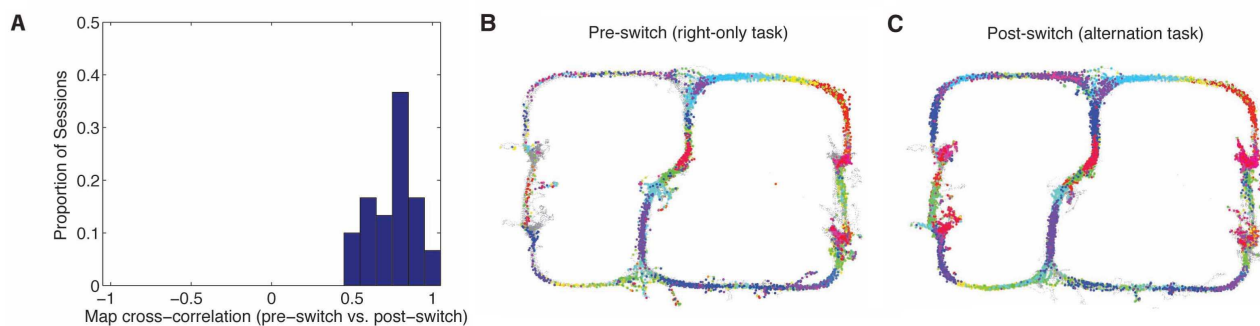 A
Proportion of Sessions
0.5
0.4
0.3
0.2
0.1
0
−1 −0.5 0 0.5 1
Map cross−correlation (pre−switch vs. post−switch)
B
Pre-switch (right-only task)
C
Post-switch (alternation task)